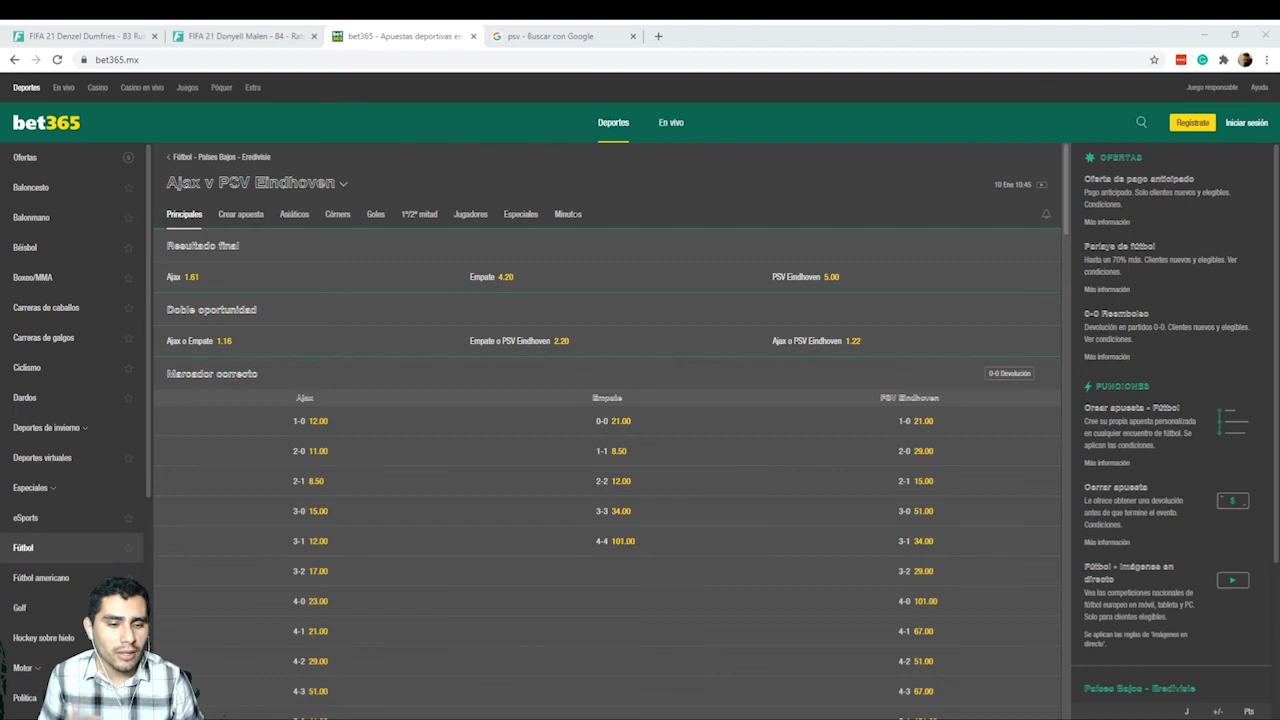 FIFA 21 Denzel Dumfries - 83 Ru
FIFA 21 Donyell Malen - 84 - Rat
bet365 - Apuestas deportivas en
psv - Buscar con Google
bet365.mx
Deportes En vivo Casino Casino en vivo Juegos Póquer Extra
Juego responsable Ayuda
bet365
Deportes En vivo
Regístrate Iniciar sesión
Ofertas
Baloncesto
Balonmano
Béisbol
Boxeo/MMA
Carreras de caballos
Carreras de galgos
Ciclismo
Dardos
Deportes de invierno
Deportes virtuales
Especiales
eSports
Fútbol
Fútbol americano
Golf
Hockey sobre hielo
Motor
Política
Fútbol - Países Bajos - Eredivisie
Ajax v PSV Eindhoven
10 Ene 10:45
Principales Crear apuesta Asiáticos Córners Goles 1ª/2ª mitad Jugadores Especiales Minutos
Resultado final
Ajax 1.61 Empate 4.20 PSV Eindhoven 5.00
Doble oportunidad
Ajax o Empate 1.16 Empate o PSV Eindhoven 2.20 Ajax o PSV Eindhoven 1.22
Marcador correcto
0-0 Devolución
Ajax Empate PSV Eindhoven
1-0 12.00 0-0 21.00 1-0 21.00
2-0 11.00 1-1 8.50 2-0 29.00
2-1 8.50 2-2 12.00 2-1 15.00
3-0 15.00 3-3 34.00 3-0 51.00
3-1 12.00 4-4 101.00 3-1 34.00
3-2 17.00 3-2 29.00
4-0 23.00 4-0 101.00
4-1 21.00 4-1 67.00
4-2 29.00 4-2 51.00
4-3 51.00 4-3 67.00
OFERTAS
Oferta de pago anticipado
Pago anticipado. Solo clientes nuevos y elegibles.
Condiciones.
Más información
Parlays de fútbol
Hasta un 70% más. Clientes nuevos y elegibles. Ver
condiciones.
Más información
0-0 Reembolso
Devolución en partidos 0-0. Clientes nuevos y elegibles.
Ver condiciones.
Más información
FUNCIONES
Crear apuesta - Fútbol
Cree su propia apuesta personalizada
en cualquier encuentro de fútbol. Se
aplican las condiciones.
Más información
Cerrar apuesta
Le ofrece obtener una devolución
antes de que termine el evento.
Condiciones.
$
Más información
Fútbol - Imágenes en
directo
Vea las competiciones nacionales de
fútbol europeo en móvil, tableta y PC.
Solo para clientes elegibles.
Se aplican las reglas de 'Imágenes en
directo'.
Países Bajos - Eredivisie
J +/- Pts